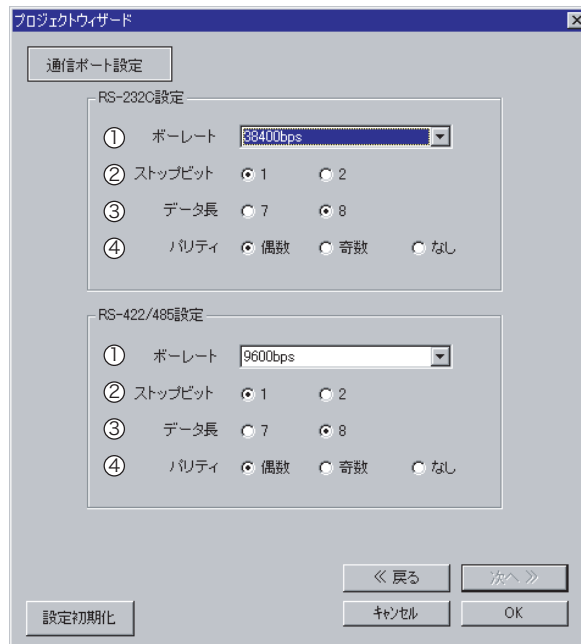 プロジェクトウィザード
通信ポート設定
RS-232C設定
① ボーレート 38400bps
② ストップビット 1 2
③ データ長 7 8
④ パリティ 偶数 奇数 なし
RS-422/485設定
① ボーレート 9600bps
② ストップビット 1 2
③ データ長 7 8
④ パリティ 偶数 奇数 なし
≪ 戻る 次へ ≫
設定初期化 キャンセル OK